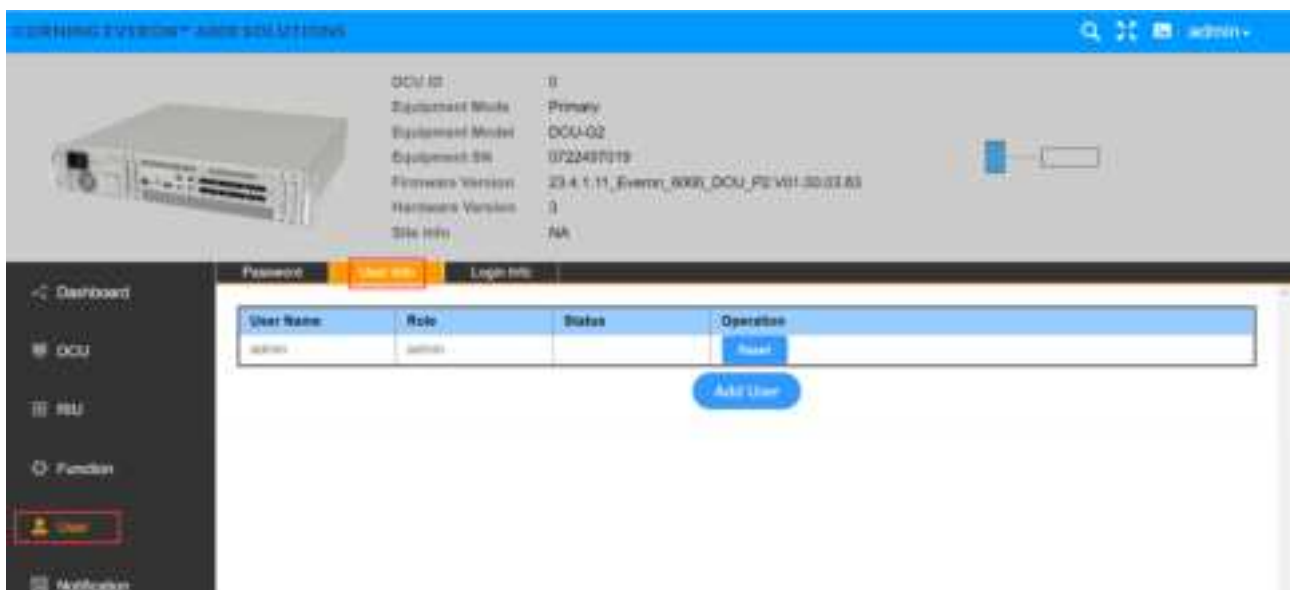 CORNING EVERON™ 6000 SOLUTIONS
admin
DCU ID 0
Equipment Mode Primary
Equipment Model DCU-G2
Equipment SN 0722497019
Firmware Version
Hardware Version 3
Site Info NA
Password User Info Login Info
Dashboard
User Name Role Status Operation
admin admin Reset
DCU
Add User
RIU
Function
User
Notification